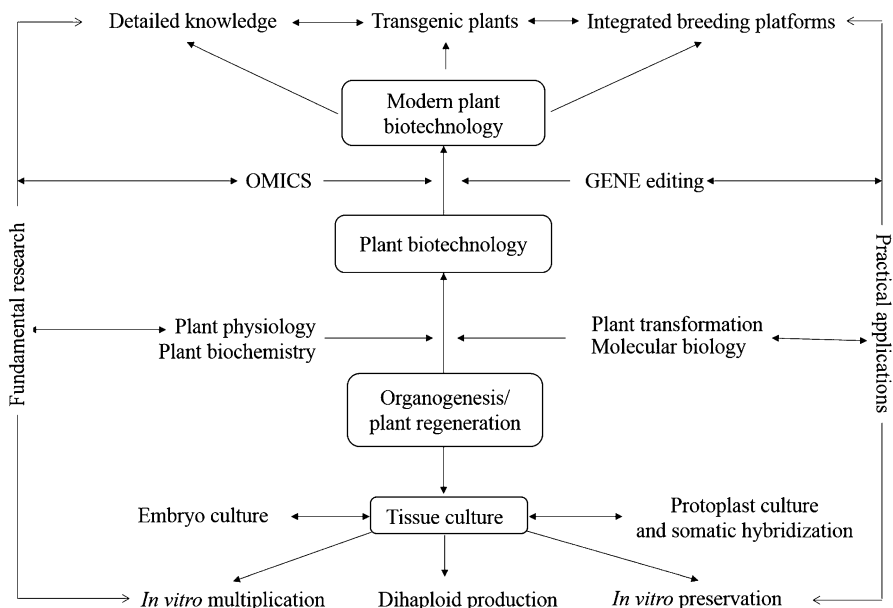 Detailed knowledge
Transgenic plants
Integrated breeding platforms
Modern plant
biotechnology
OMICS
GENE editing
Plant biotechnology
Fundamental research
Practical applications
Plant physiology
Plant biochemistry
Plant transformation
Molecular biology
Organogenesis/
plant regeneration
Embryo culture
Tissue culture
Protoplast culture
and somatic hybridization
In vitro multiplication
Dihaploid production
In vitro preservation